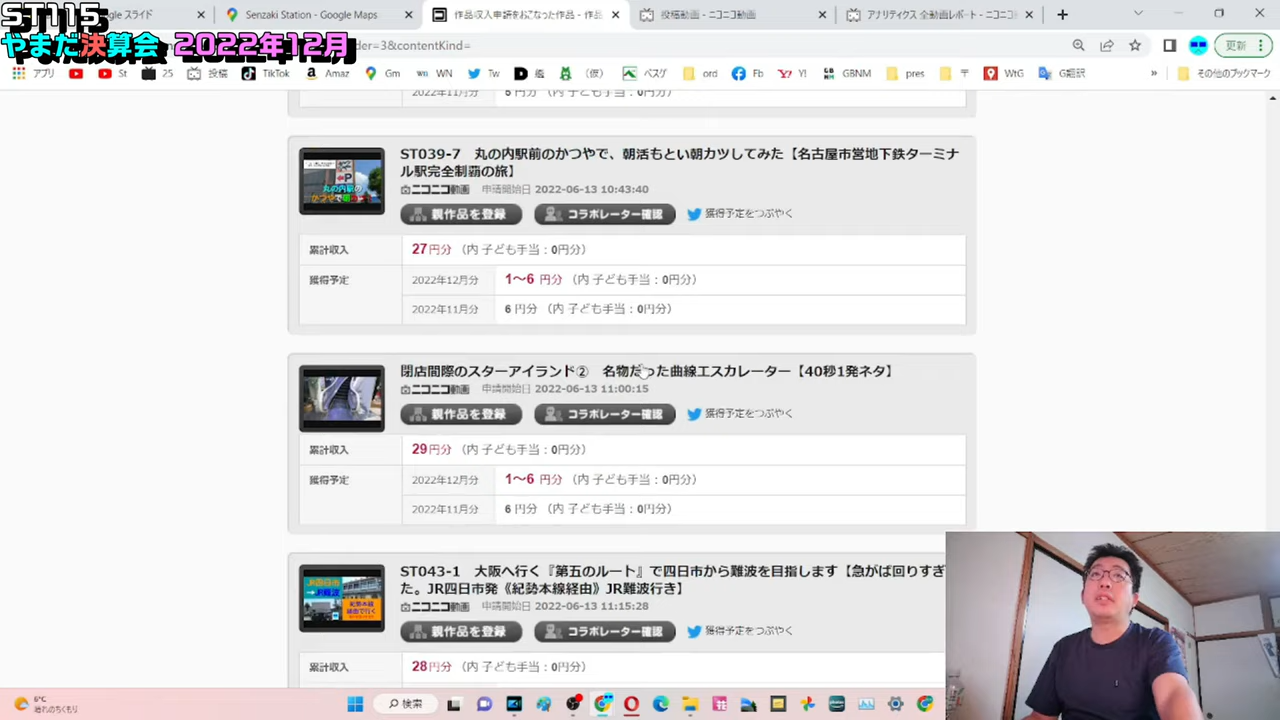 ST115
やまだ決算会 2022年12月
gle スライド
Senzaki Station - Google Maps
作品収入申請をおこなった作品 - 作品
投稿動画 - ニコニコ動画
アナリティクス 全動画レポート - ニコニコ
der=3&contentKind=
更新
アプリ
St
25
投稿
TikTok
Amaz
Gm
WN
Tw
艦
(仮)
ベスゲ
ord
Fb
Y!
GBNM
pres
〒
WtG
G翻訳
»
その他のブックマーク
2022年11月分 6 円分 (内 子ども手当:0円分)
ST039-7 丸の内駅前のかつやで、朝活もとい朝カツしてみた【名古屋市営地下鉄ターミナ
ル駅完全制覇の旅】
ニコニコ動画 申請開始日 2022-06-13 10:43:40
親作品を登録 コラボレーター確認 獲得予定をつぶやく
累計収入 27円分 (内 子ども手当:0円分)
獲得予定 2022年12月分 1～6 円分 (内 子ども手当:0円分)
2022年11月分 6 円分 (内 子ども手当:0円分)
閉店間際のスターアイランド② 名物だった曲線エスカレーター【40秒1発ネタ】
ニコニコ動画 申請開始日 2022-06-13 11:00:15
親作品を登録 コラボレーター確認 獲得予定をつぶやく
累計収入 29円分 (内 子ども手当:0円分)
獲得予定 2022年12月分 1～6 円分 (内 子ども手当:0円分)
2022年11月分 6 円分 (内 子ども手当:0円分)
ST043-1 大阪へ行く『第五のルート』で四日市から難波を目指します【急がば回りすぎ
た。JR四日市発《紀勢本線経由》JR難波行き】
ニコニコ動画 申請開始日 2022-06-13 11:15:28
親作品を登録 コラボレーター確認 獲得予定をつぶやく
累計収入 28円分 (内 子ども手当:0円分)
6°C
晴れのちくもり
検索